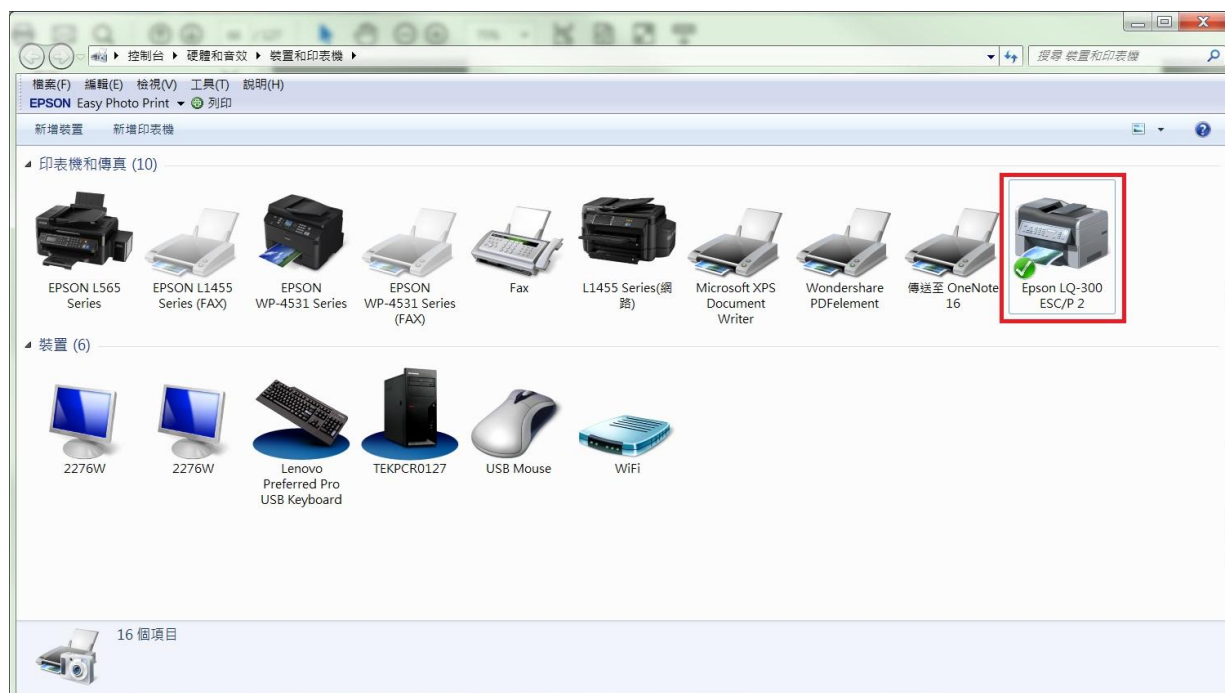 控制台 ▸ 硬體和音效 ▸ 裝置和印表機 ▸
搜尋 裝置和印表機
檔案(F) 編輯(E) 檢視(V) 工具(T) 說明(H)
EPSON Easy Photo Print 列印
新增裝置 新增印表機
印表機和傳真 (10)
EPSON L565
Series
EPSON L1455
Series (FAX)
EPSON
WP-4531 Series
EPSON
WP-4531 Series
(FAX)
Fax
L1455 Series(網
路)
Microsoft XPS
Document
Writer
Wondershare
PDFelement
傳送至 OneNote
16
Epson LQ-300
ESC/P 2
裝置 (6)
2276W
2276W
Lenovo
Preferred Pro
USB Keyboard
TEKPCR0127
USB Mouse
WiFi
16 個項目